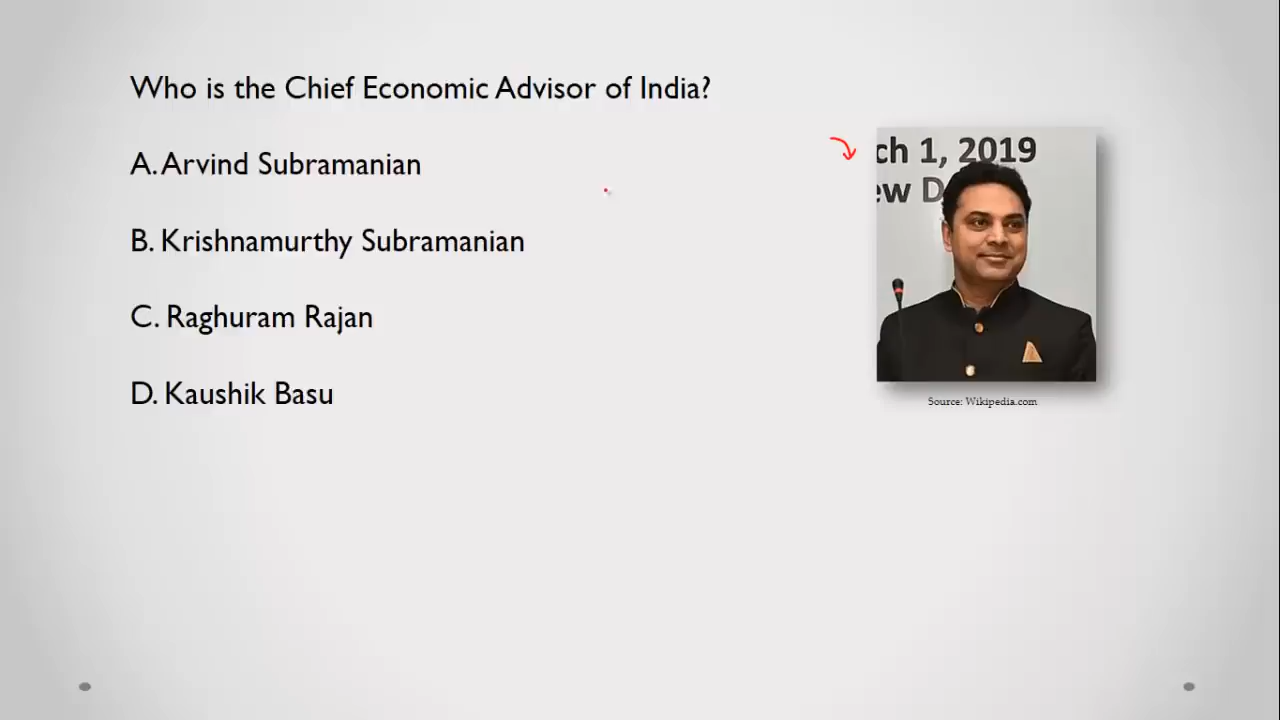 Who is the Chief Economic Advisor of India?
A. Arvind Subramanian
B. Krishnamurthy Subramanian
C. Raghuram Rajan
D. Kaushik Basu
ch 1, 2019
ew D
Source: Wikipedia.com